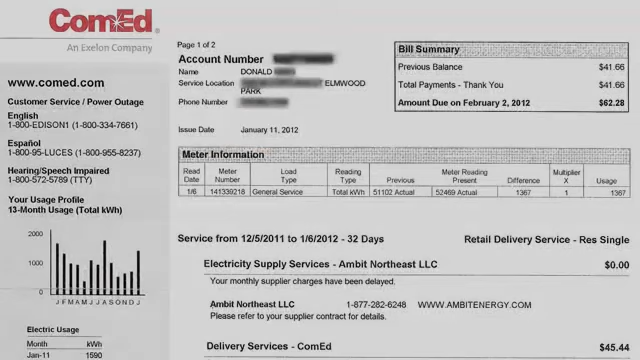 ComEd.
An Exelon Company
www.comed.com
Customer Service / Power Outage
English
1-800-EDISON1 (1-800-334-7661)
Español
1-800-95-LUCES (1-800-955-8237)
Hearing/Speech Impaired
1-800-572-5789 (TTY)
Your Usage Profile
13-Month Usage (Total kWh)
2000
1000
0
J F M A M J J A S O N D J
Electric Usage
Month kWh
Jan-11 1590
Page 1 of 2
Account Number
Name DONALD
Service Location ELMWOOD
PARK
Phone Number
Issue Date January 11, 2012
Bill Summary
Previous Balance $41.66
Total Payments - Thank You $41.66
Amount Due on February 2, 2012 $62.28
Meter Information
Read Date Meter Number Load Type Reading Type Previous Meter Reading Present Difference Multiplier X Usage
1/6 141339218 General Service Total kWh 51102 Actual 52469 Actual 1367 1 1367
Service from 12/5/2011 to 1/6/2012 - 32 Days Retail Delivery Service - Res Single
Electricity Supply Services - Ambit Northeast LLC $0.00
Your monthly supplier charges have been delayed.
Ambit Northeast LLC 1-877-282-6248 WWW.AMBITENERGY.COM
Please refer to your supplier contract for details.
Delivery Services - ComEd $45.44